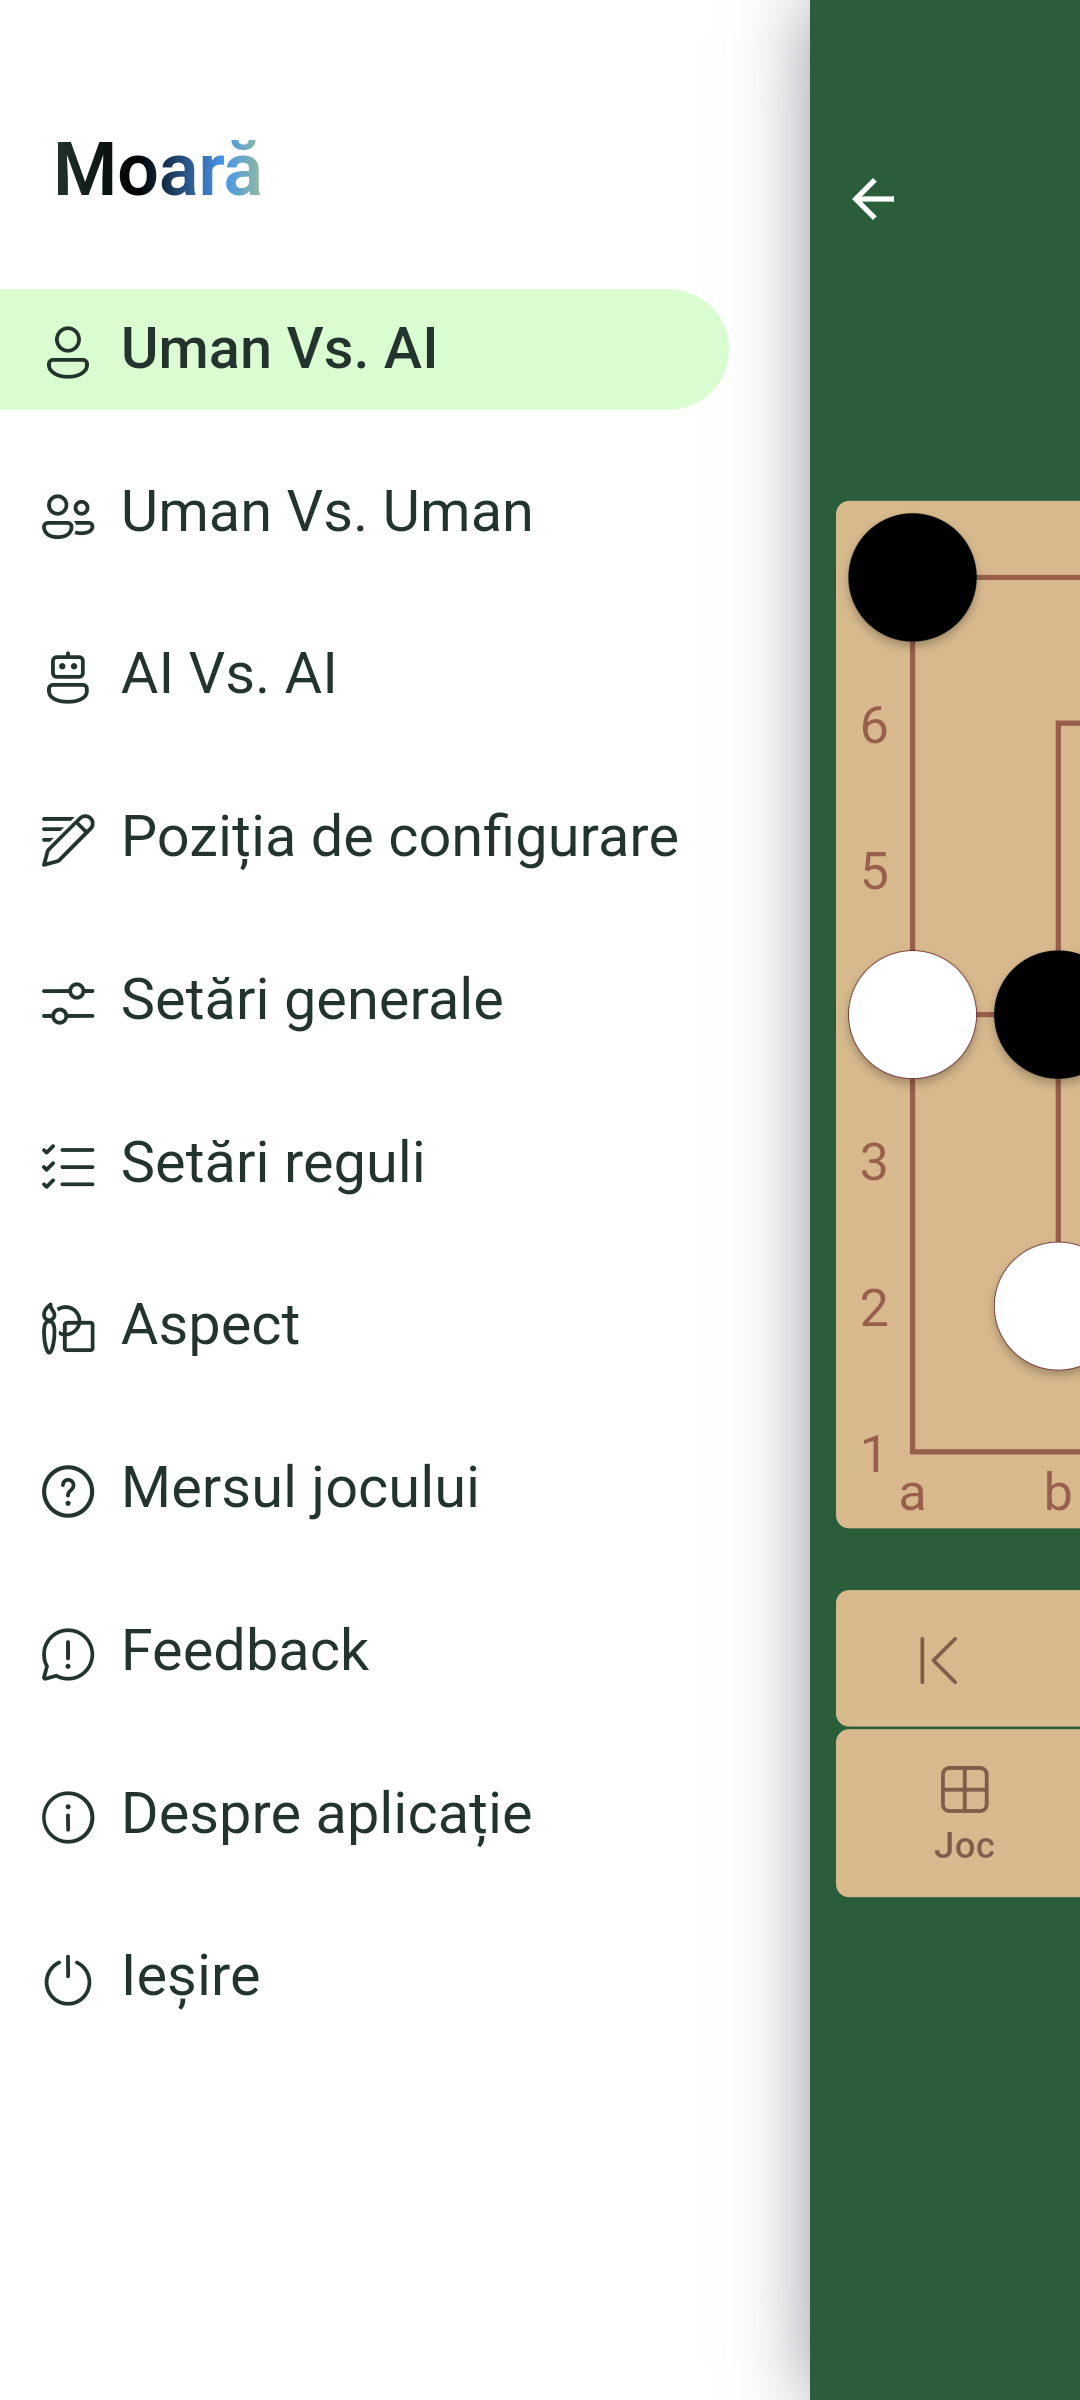 Moară
Uman Vs. AI
Uman Vs. Uman
AI Vs. AI
Poziția de configurare
Setări generale
Setări reguli
Aspect
Mersul jocului
Feedback
Despre aplicație
Ieșire
6
5
3
2
1
a b
Joc